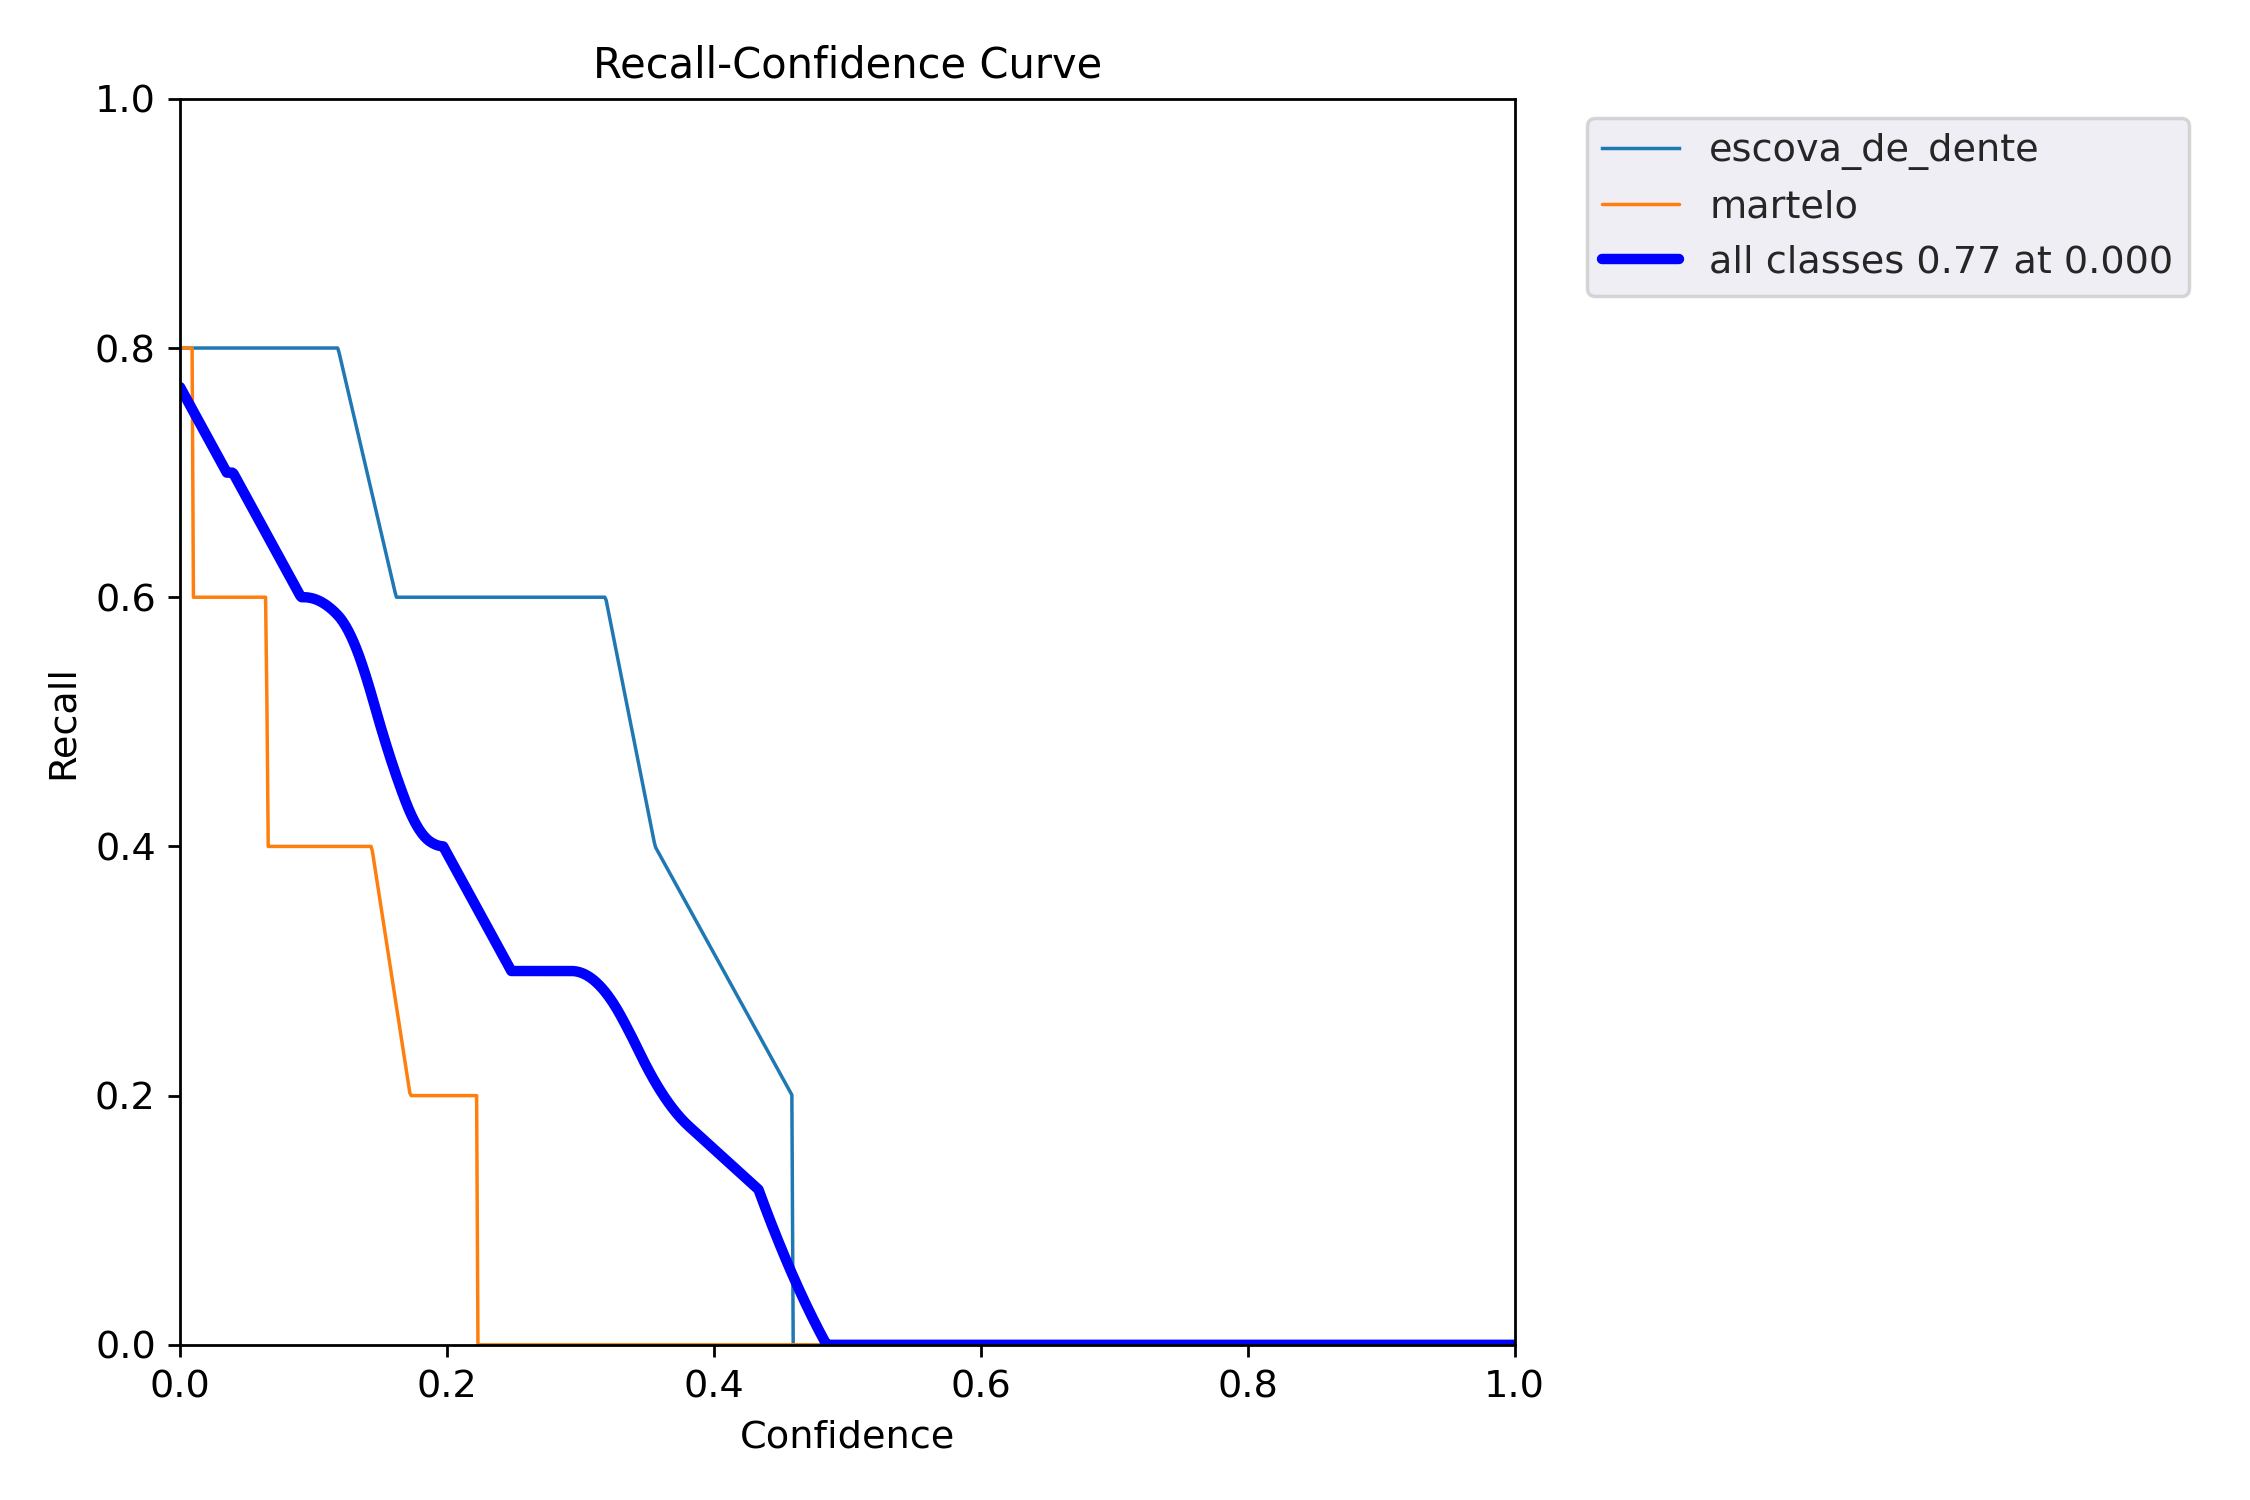 Recall-Confidence Curve
escova_de_dente
martelo
all classes 0.77 at 0.000
1.0
0.8
0.6
0.4
0.2
0.0
Recall
0.0 0.2 0.4 0.6 0.8 1.0
Confidence